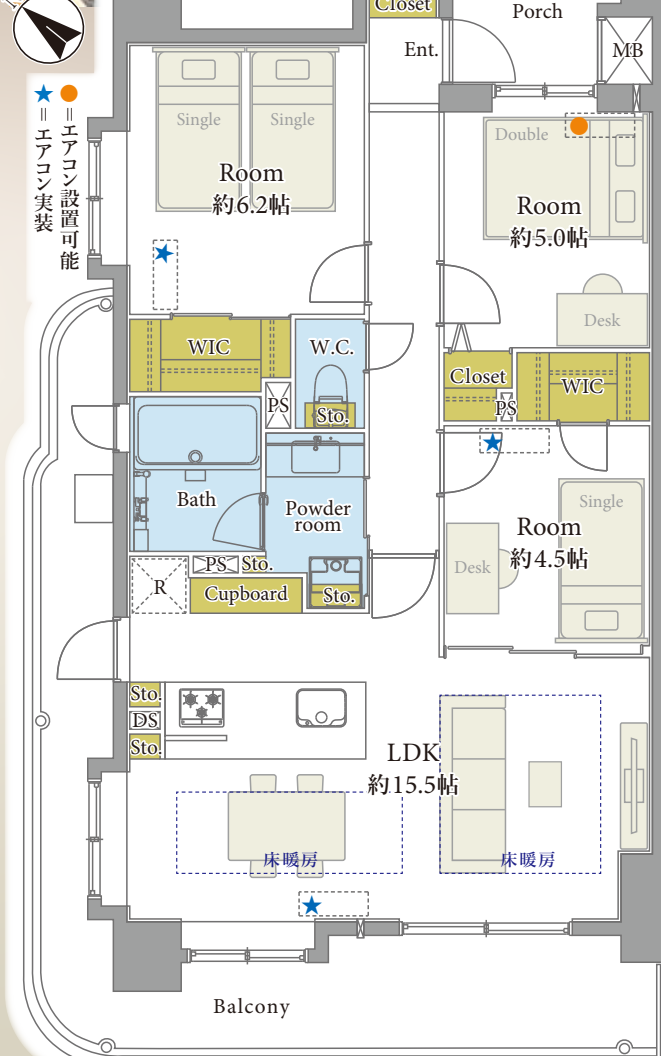 Closet
Porch
Ent.
MB
●=エアコン設置可能
★=エアコン実装
Single
Single
Room
約6.2帖
Double
Room
約5.0帖
Desk
WIC
W.C.
PS
Sto.
Closet
PS
WIC
Bath
Powder
room
PS
Sto.
Sto.
R
Cupboard
Single
Room
約4.5帖
Desk
Sto.
DS
Sto.
LDK
約15.5帖
床暖房
床暖房
Balcony